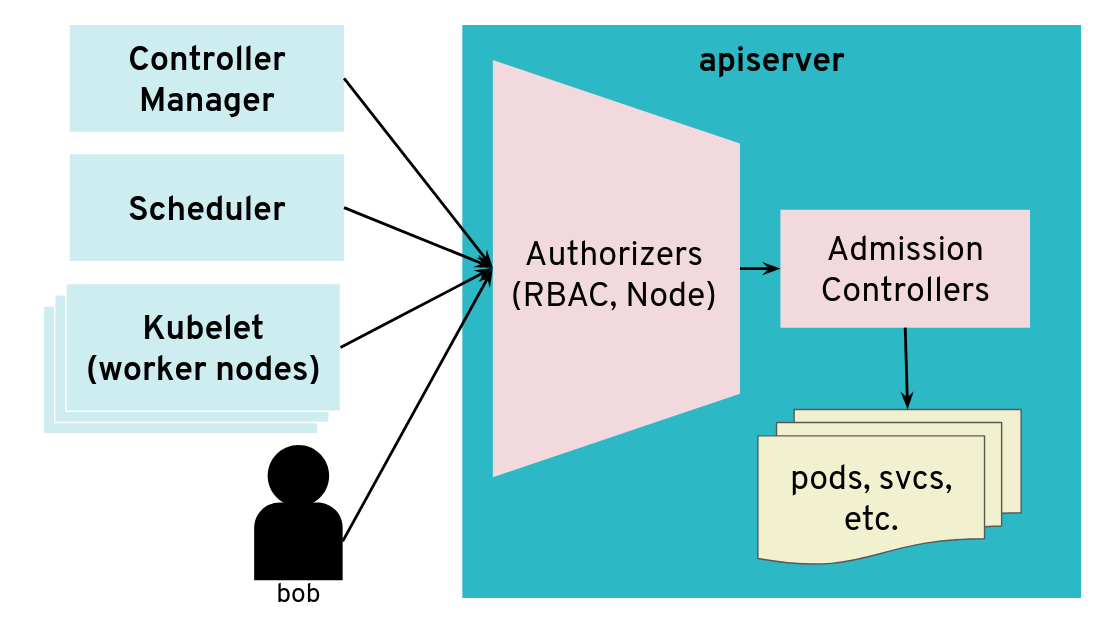 Controller
Manager
Scheduler
Kubelet
(worker nodes)
bob
apiserver
Authorizers
(RBAC, Node)
Admission
Controllers
pods, svcs,
etc.